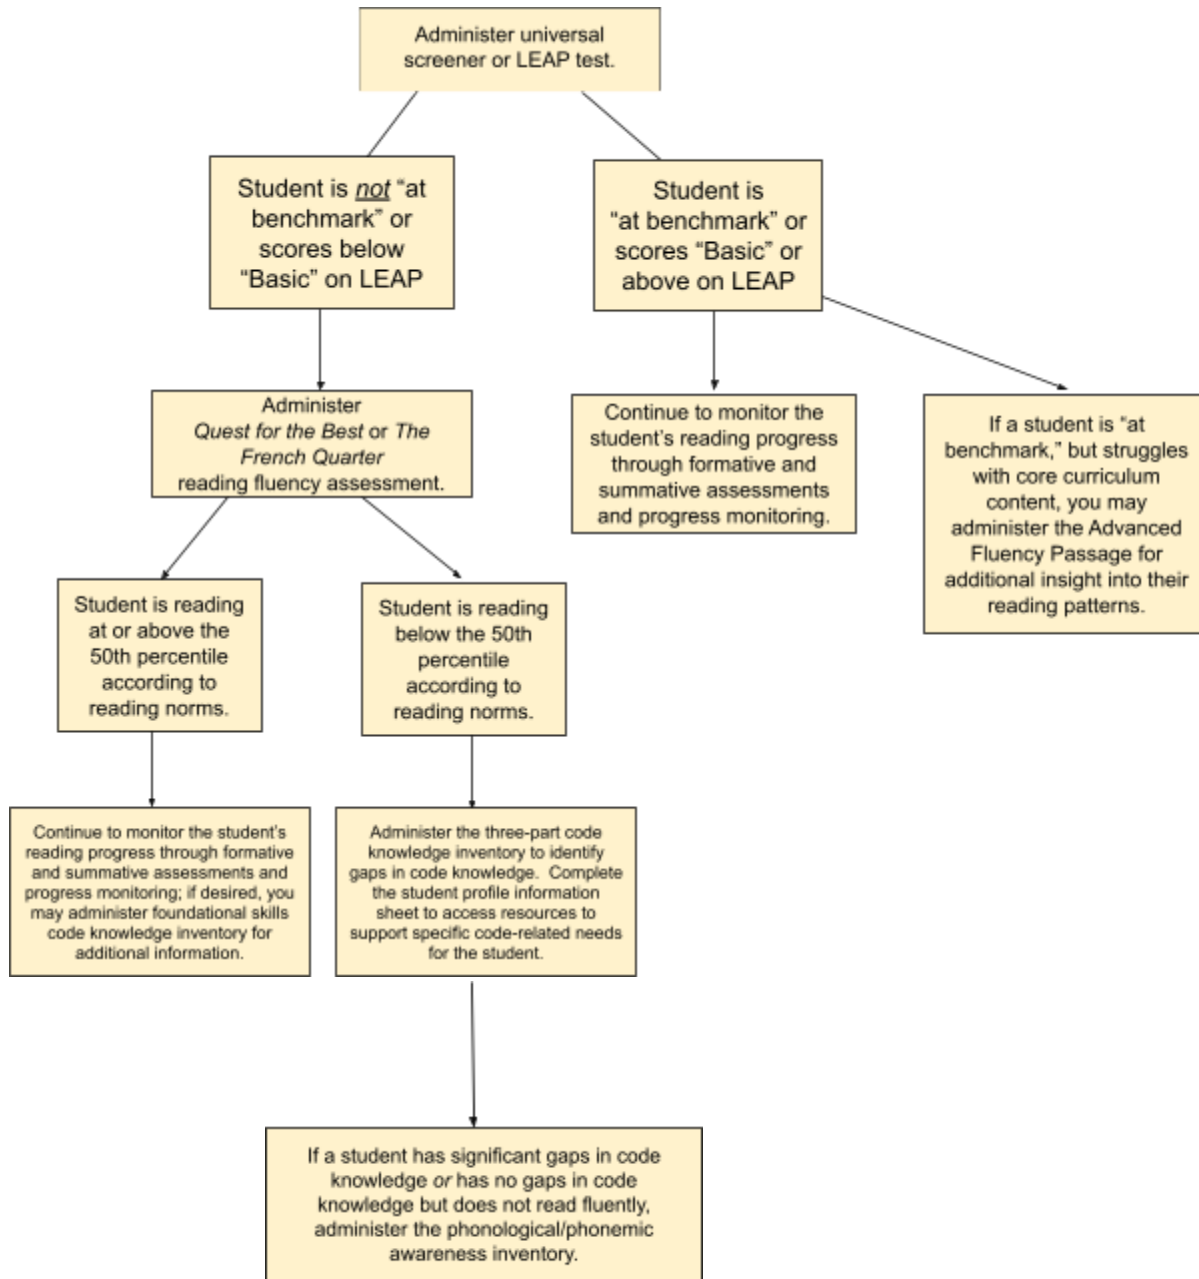 Administer universal
screener or LEAP test.
Student is not “at
benchmark” or
scores below
“Basic” on LEAP
Student is
“at benchmark” or
scores “Basic” or
above on LEAP
Administer
Quest for the Best or The
French Quarter
reading fluency assessment.
Continue to monitor the
student’s reading progress
through formative and
summative assessments
and progress monitoring.
If a student is “at
benchmark,” but struggles
with core curriculum
content, you may
administer the Advanced
Fluency Passage for
additional insight into their
reading patterns.
Student is reading
at or above the
50th percentile
according to
reading norms.
Student is reading
below the 50th
percentile
according to
reading norms.
Continue to monitor the student’s
reading progress through formative
and summative assessments and
progress monitoring; if desired, you
may administer foundational skills
code knowledge inventory for
additional information.
Administer the three-part code
knowledge inventory to identify
gaps in code knowledge.  Complete
the student profile information
sheet to access resources to
support specific code-related needs
for the student.
If a student has significant gaps in code
knowledge or has no gaps in code
knowledge but does not read fluently,
administer the phonological/phonemic
awareness inventory.